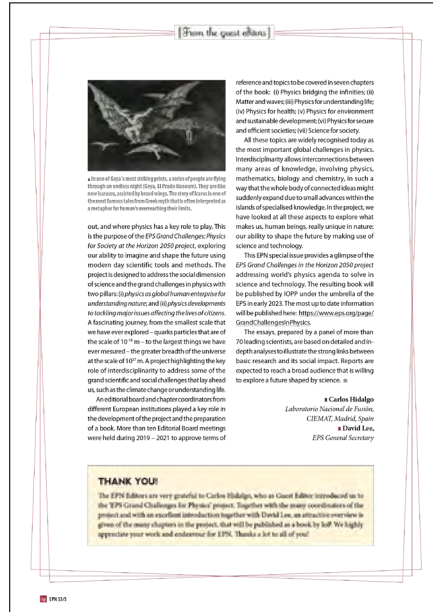 [From the guest editors]
▲ In one of Goya's most striking prints, a series of people are flying
through an endless night (Goya, El Prado Museum). They are like
new Icaruses, assisted by broad wings. The story of Icarus is one of
the most famous tales from Greek myth that is often interpreted as
a metaphor for human's overreaching their limits.
out, and where physics has a key role to play. This
is the purpose of the EPS Grand Challenges: Physics
for Society at the Horizon 2050 project, exploring
our ability to imagine and shape the future using
modern day scientific tools and methods. The
project is designed to address the social dimension
of science and the grand challenges in physics with
two pillars: (i) physics as global human enterprise for
understanding nature; and (ii) physics developments
to tackling major issues affecting the lives of citizens.
A fascinating journey, from the smallest scale that
we have ever explored – quarks particles that are of
the scale of 10⁻¹⁸ m – to the largest things we have
ever mesured – the greater breadth of the universe
at the scale of 10²⁷ m. A project highlighting the key
role of interdisciplinarity to address some of the
grand scientific and social challenges that lay ahead
us, such as the climate change or understanding life.
An editorial board and chapter coordinators from
different European institutions played a key role in
the development of the project and the preparation
of a book. More than ten Editorial Board meetings
were held during 2019 – 2021 to approve terms of
reference and topics to be covered in seven chapters
of the book: (i) Physics bridging the infinities; (ii)
Matter and waves; (iii) Physics for understanding life;
(iv) Physics for health; (v) Physics for environment
and sustainable development; (vi) Physics for secure
and efficient societies; (vii) Science for society.
All these topics are widely recognised today as
the most important global challenges in physics.
Interdisciplinarity allows interconnections between
many areas of knowledge, involving physics,
mathematics, biology and chemistry, in such a
way that the whole body of connected ideas might
suddenly expand due to small advances within the
islands of specialised knowledge. In the project, we
have looked at all these aspects to explore what
makes us, human beings, really unique in nature:
our ability to shape the future by making use of
science and technology.
This EPN special issue provides a glimpse of the
EPS Grand Challenges in the Horizon 2050 project
addressing world's physics agenda to solve in
science and technology. The resulting book will
be published by IOPP under the umbrella of the
EPS in early 2023. The most up to date information
will be published here: https://www.eps.org/page/
GrandChallengesInPhysics.
The essays, prepared by a panel of more than
70 leading scientists, are based on detailed and in-
depth analyses to illustrate the strong links between
basic research and its social impact. Reports are
expected to reach a broad audience that is willing
to explore a future shaped by science. ■
▮ Carlos Hidalgo
Laboratorio Nacional de Fusión,
CIEMAT, Madrid, Spain
▮ David Lee,
EPS General Secretary
THANK YOU!
The EPN Editors are very grateful to Carlos Hidalgo, who as Guest Editor introduced us to
the 'EPS Grand Challenges for Physics' project. Together with the many coordinators of the
project and with an excellent introduction together with David Lee, an attractive overview is
given of the many chapters in the project, that will be published as a book by IoP. We highly
appreciate your work and endeavour for EPN. Thanks a lot to all of you!
EPN 53/5